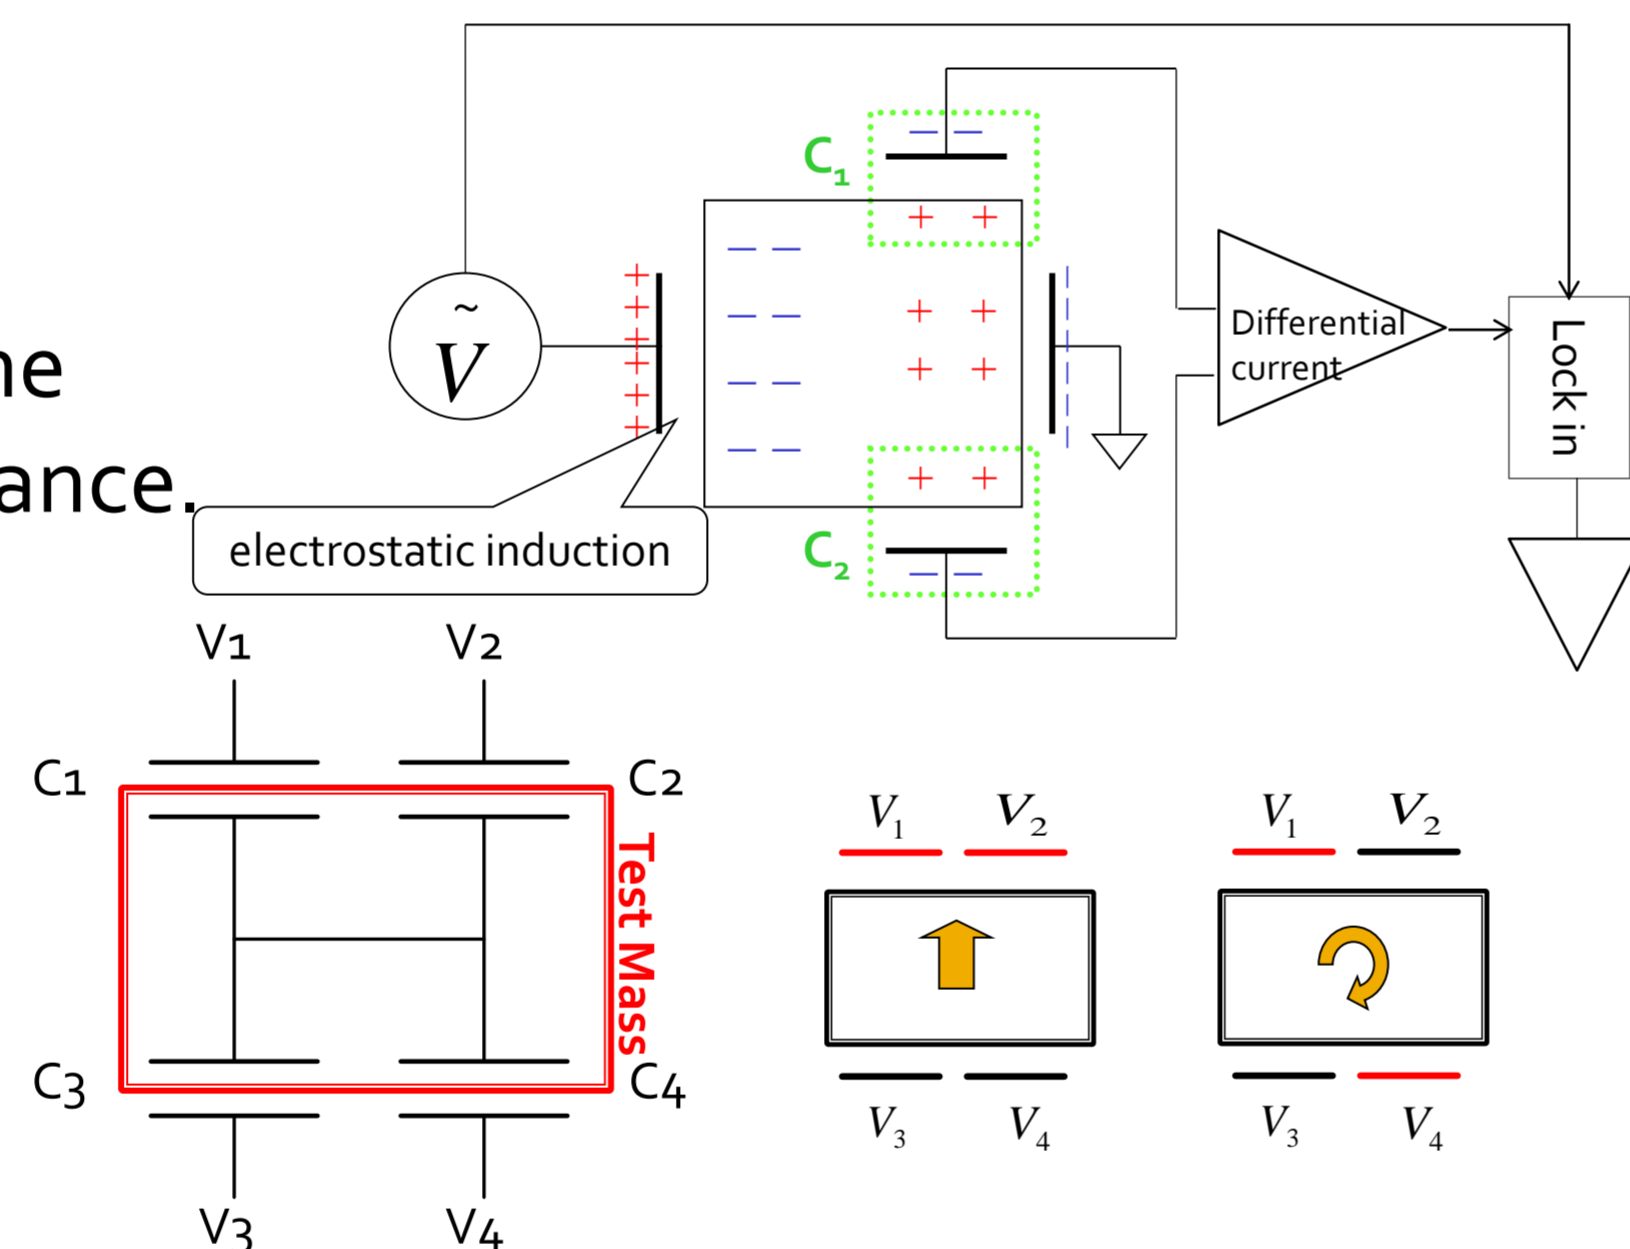 ne
ance.
C1
~
V
Differential
current
Lock in
electrostatic induction
C2
V1 V2
C1 C2
Test Mass
C3 C4
V3 V4
V1 V2 V1 V2
V3 V4 V3 V4